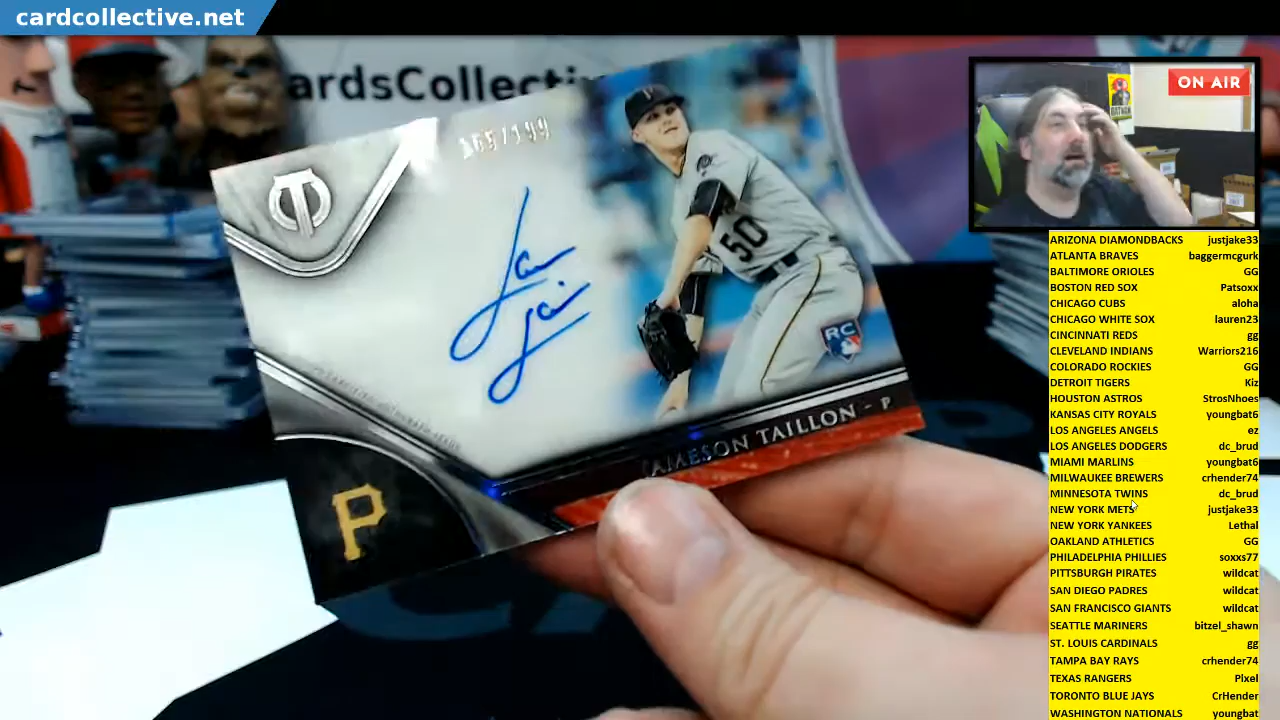 cardcollective.net
ardsCollecti
ON AIR
/199
50
RC
JAMESON TAILLON - P
P
ARIZONA DIAMONDBACKS justjake33
ATLANTA BRAVES baggermcgurk
BALTIMORE ORIOLES GG
BOSTON RED SOX Patsoxx
CHICAGO CUBS aloha
CHICAGO WHITE SOX lauren23
CINCINNATI REDS gg
CLEVELAND INDIANS Warriors216
COLORADO ROCKIES GG
DETROIT TIGERS Kiz
HOUSTON ASTROS StrosNhoes
KANSAS CITY ROYALS youngbat6
LOS ANGELES ANGELS ez
LOS ANGELES DODGERS dc_brud
MIAMI MARLINS youngbat6
MILWAUKEE BREWERS crhender74
MINNESOTA TWINS dc_brud
NEW YORK METS justjake33
NEW YORK YANKEES Lethal
OAKLAND ATHLETICS GG
PHILADELPHIA PHILLIES soxxs77
PITTSBURGH PIRATES wildcat
SAN DIEGO PADRES wildcat
SAN FRANCISCO GIANTS wildcat
SEATTLE MARINERS bitzel_shawn
ST. LOUIS CARDINALS gg
TAMPA BAY RAYS crhender74
TEXAS RANGERS Pixel
TORONTO BLUE JAYS CrHender
WASHINGTON NATIONALS youngbat